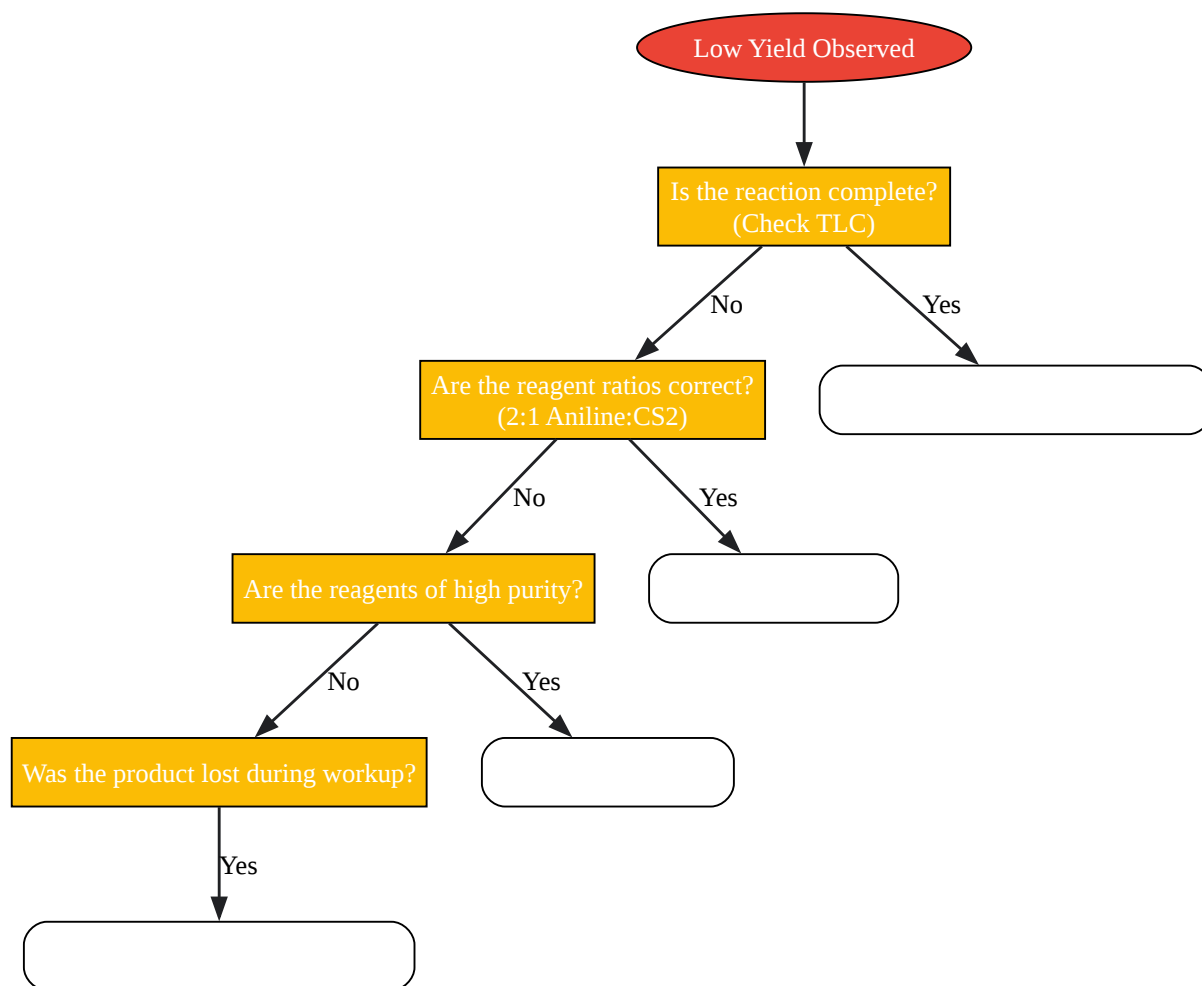 Low Yield Observed
Is the reaction complete?
(Check TLC)
No
Yes
Are the reagent ratios correct?
(2:1 Aniline:CS2)
No
Yes
Are the reagents of high purity?
No
Yes
Was the product lost during workup?
Yes